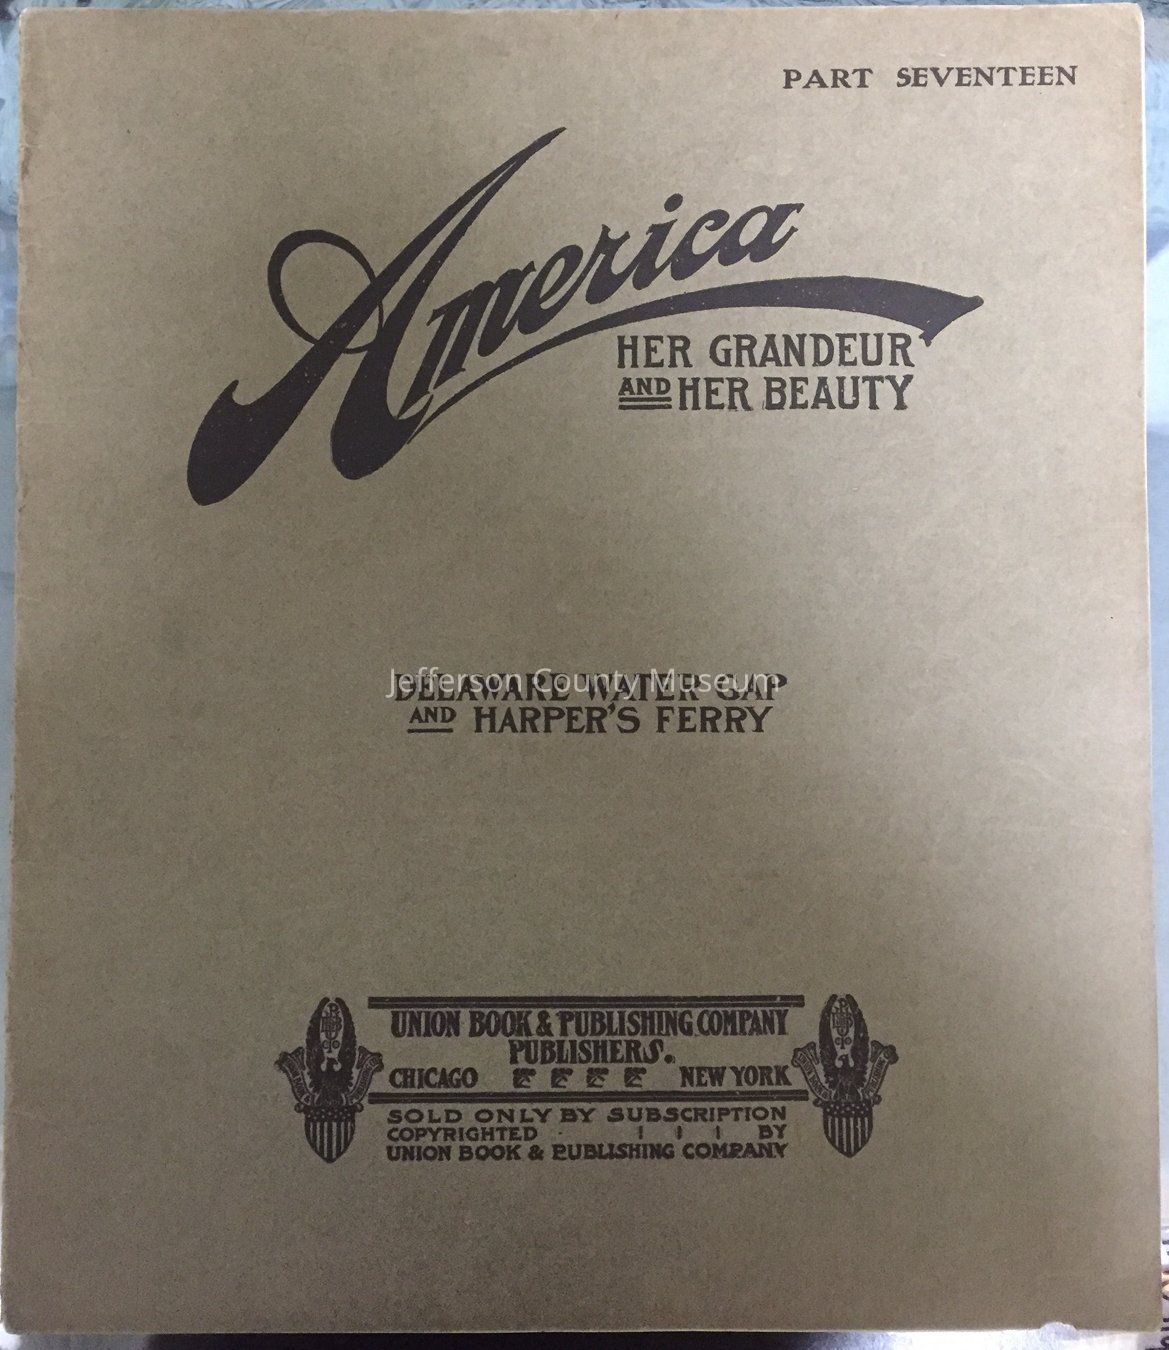 PART SEVENTEEN
America
HER GRANDEUR
AND HER BEAUTY
Jefferson County Museum
DELAWARE WATER GAP
AND HARPER'S FERRY
UNION BOOK & PUBLISHING COMPANY
PUBLISHERS.
CHICAGO NEW YORK
SOLD ONLY BY SUBSCRIPTION
COPYRIGHTED BY
UNION BOOK & PUBLISHING COMPANY